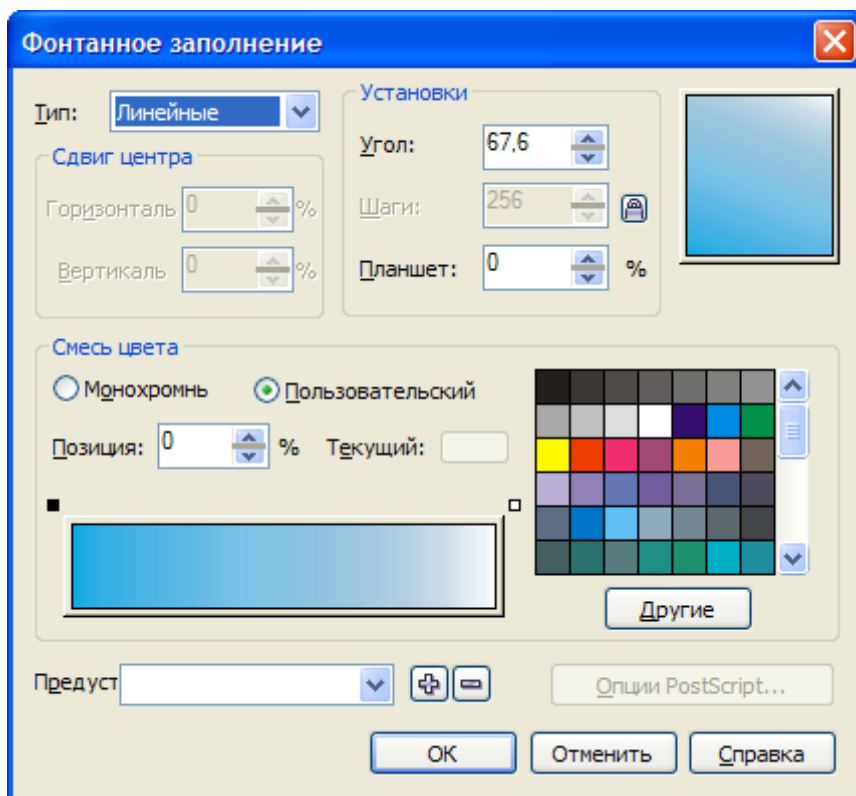 Фонтанное заполнение
Тип: Линейные
Сдвиг центра
Горизонталь 0 %
Вертикаль 0 %
Установки
Угол: 67,6
Шаги: 256
Планшет: 0 %
Смесь цвета
Монохромнь Пользовательский
Позиция: 0 % Текущий:
Другие
Предуст
Опции PostScript...
OK Отменить Справка